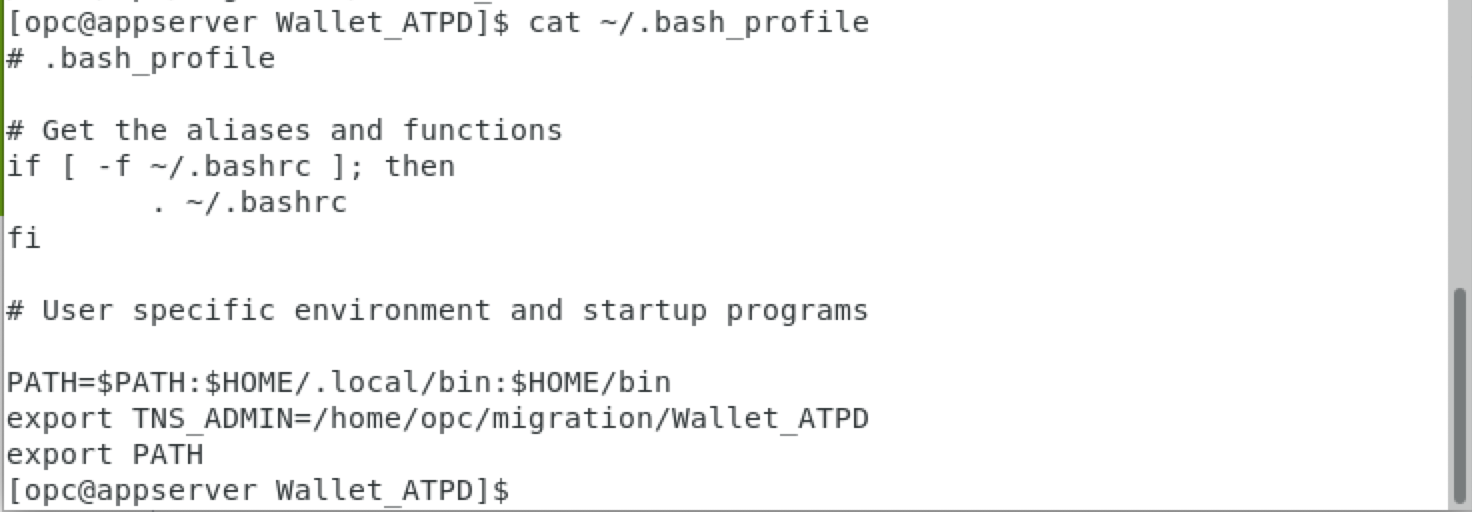 [opc@appserver Wallet_ATPD]$ cat ~/.bash_profile
# .bash_profile

# Get the aliases and functions
if [ -f ~/.bashrc ]; then
        . ~/.bashrc
fi

# User specific environment and startup programs

PATH=$PATH:$HOME/.local/bin:$HOME/bin
export TNS_ADMIN=/home/opc/migration/Wallet_ATPD
export PATH
[opc@appserver Wallet_ATPD]$